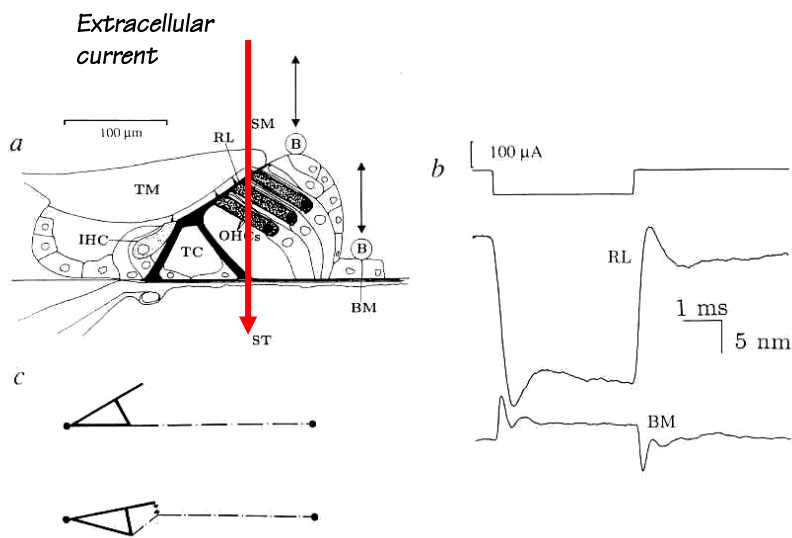 Extracellular
current
100 µm
a
SM
RL
B
TM
IHC
TC
OHCs
B
BM
ST
b
100 µA
RL
1 ms
5 nm
BM
c